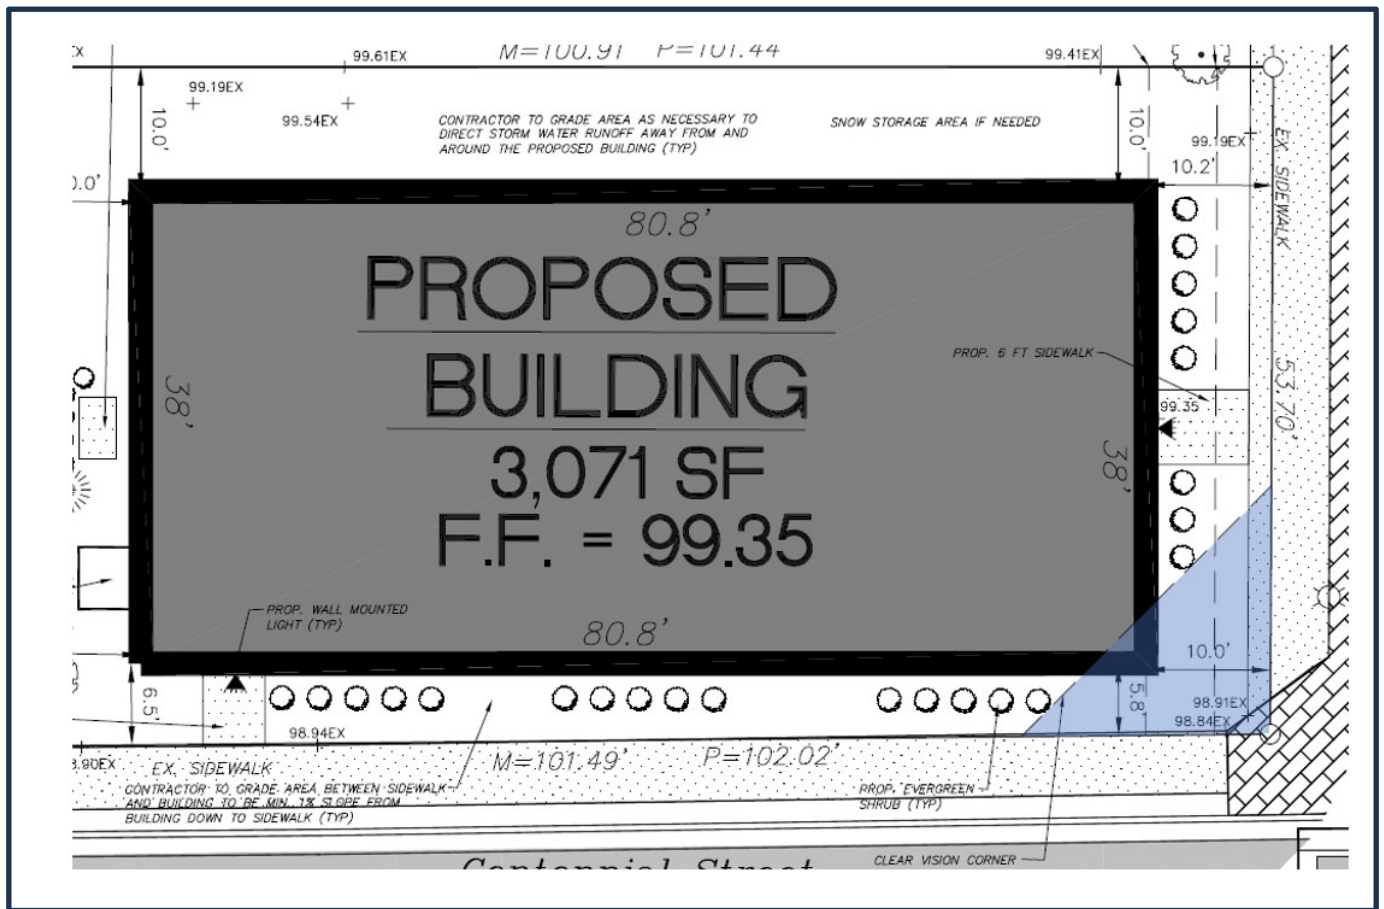 99.61EX
M=100.91' P=101.44'
99.41EX
99.19EX
99.54EX
10.0'
CONTRACTOR TO GRADE AREA AS NECESSARY TO
DIRECT STORM WATER RUNOFF AWAY FROM AND
AROUND THE PROPOSED BUILDING (TYP)
SNOW STORAGE AREA IF NEEDED
10.0'
99.19EX
10.2'
EX. SIDEWALK
80.8'
PROPOSED
BUILDING
3,071 SF
F.F. = 99.35
38'
38'
PROP. 6 FT SIDEWALK
99.35
53.70'
PROP. WALL MOUNTED
LIGHT (TYP)
80.8'
10.0'
6.5'
5.8'
98.91EX
98.84EX
98.94EX
M=101.49' P=102.02'
EX. SIDEWALK
CONTRACTOR TO GRADE AREA BETWEEN SIDEWALK
AND BUILDING TO BE MIN. 1% SLOPE FROM
BUILDING DOWN TO SIDEWALK (TYP)
PROP. EVERGREEN
SHRUB (TYP)
Centennial Street
CLEAR VISION CORNER